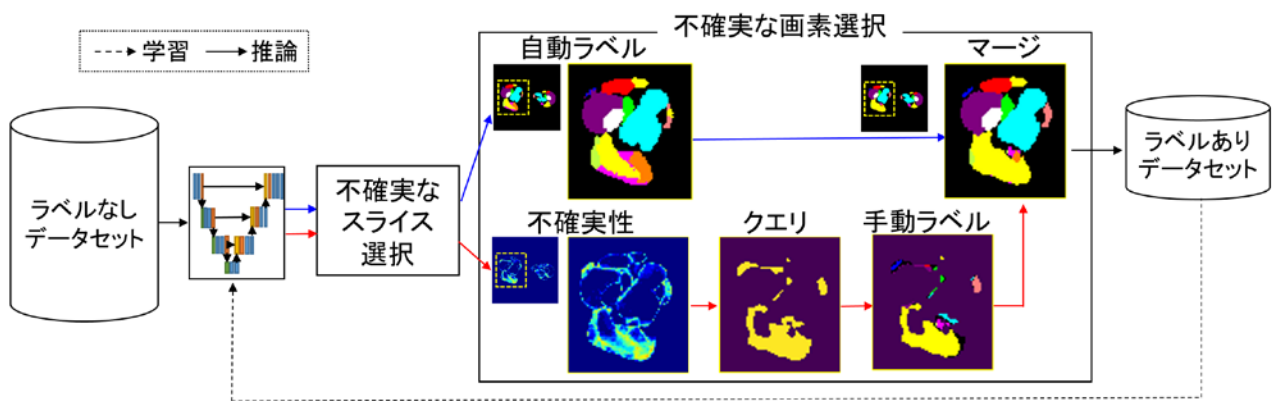 学習
推論
不確実な画素選択
自動ラベル
マージ
ラベルなし
データセット
不確実な
スライス
選択
ラベルあり
データセット
不確実性
クエリ
手動ラベル